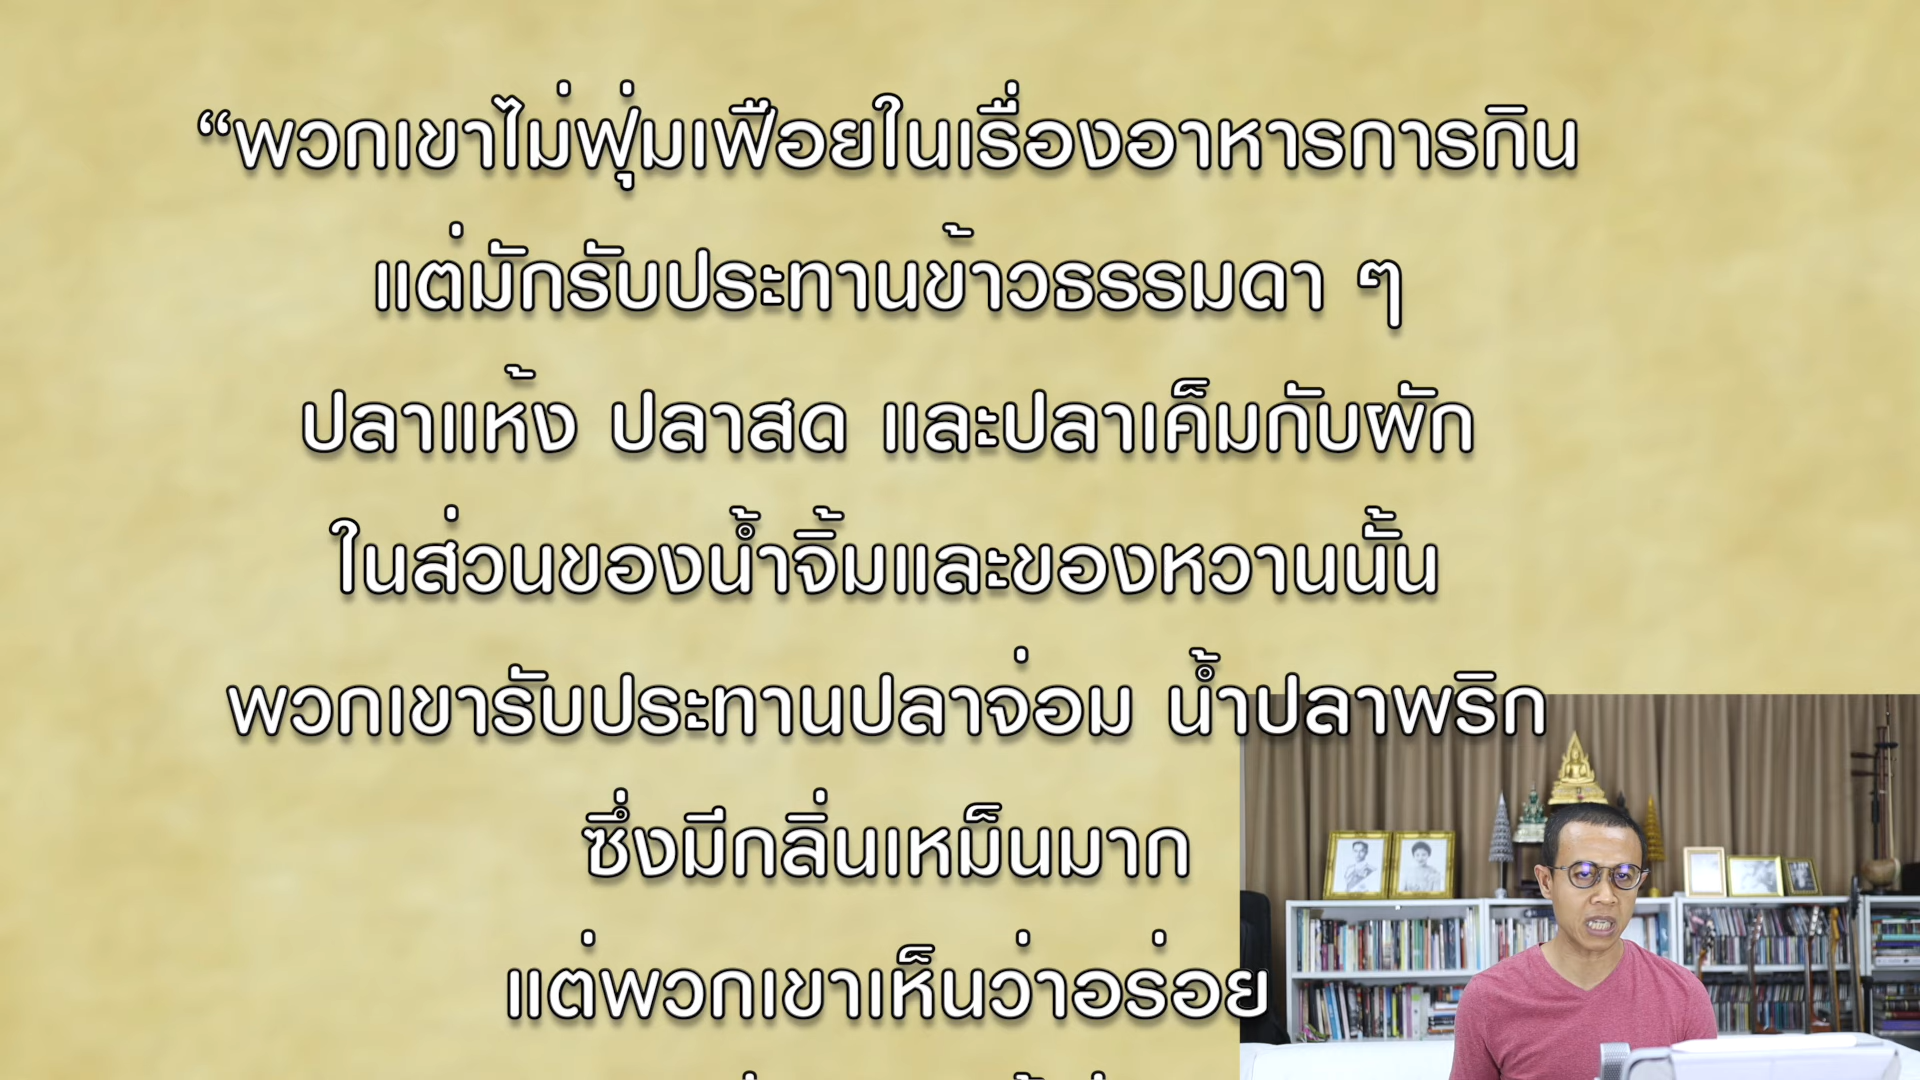 “พวกเขาไม่ฟุ่มเฟือยในเรื่องอาหารการกิน
แต่มักรับประทานข้าวธรรมดา ๆ
ปลาแห้ง ปลาสด และปลาเค็มกับผัก
ในส่วนของน้ำจิ้มและของหวานนั้น
พวกเขารับประทานปลาจ่อม น้ำปลาพริก
ซึ่งมีกลิ่นเหม็นมาก
แต่พวกเขาเห็นว่าอร่อย